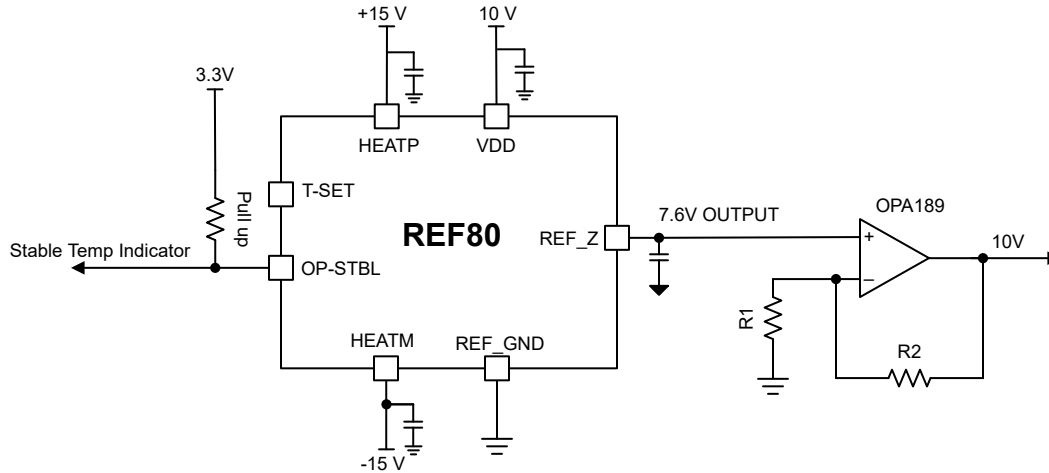 +15 V
10 V
3.3V
HEATP
VDD
T-SET
Pull up
REF80
7.6V OUTPUT
OPA189
REF_Z
+
10V
Stable Temp Indicator
OP-STBL
–
R1
HEATM
REF_GND
R2
-15 V